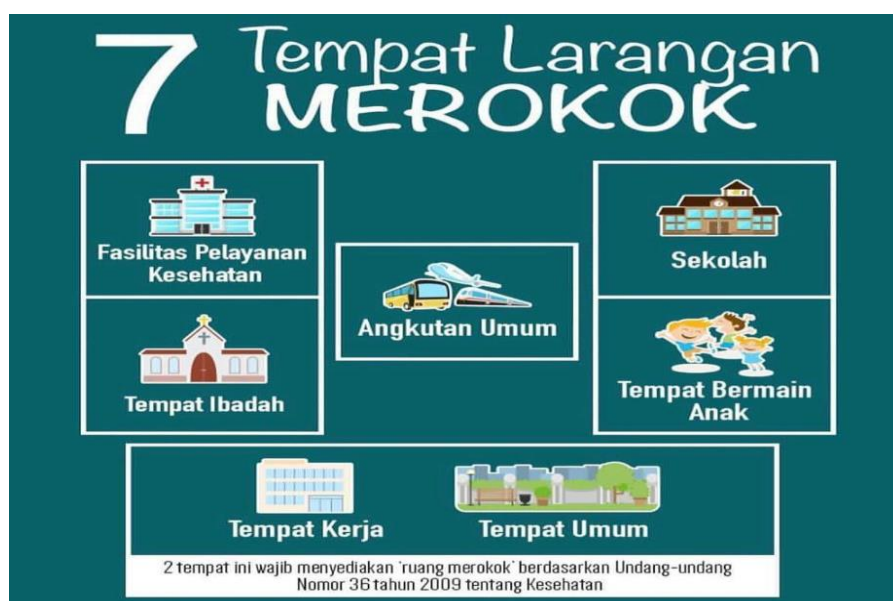 7 Tempat Larangan
MEROKOK
Fasilitas Pelayanan
Kesehatan
Tempat Ibadah
Angkutan Umum
Sekolah
Tempat Bermain
Anak
Tempat Kerja
Tempat Umum
2 tempat ini wajib menyediakan 'ruang merokok' berdasarkan Undang-undang
Nomor 36 tahun 2009 tentang Kesehatan